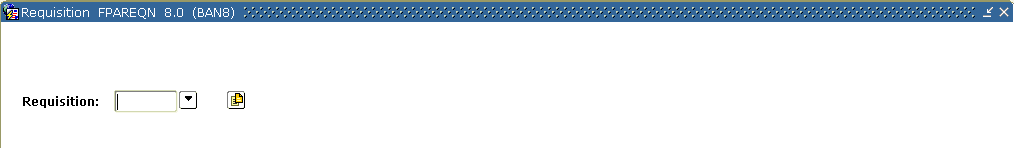 Requisition FPAREQN 8.0 (BAN8)
Requisition: